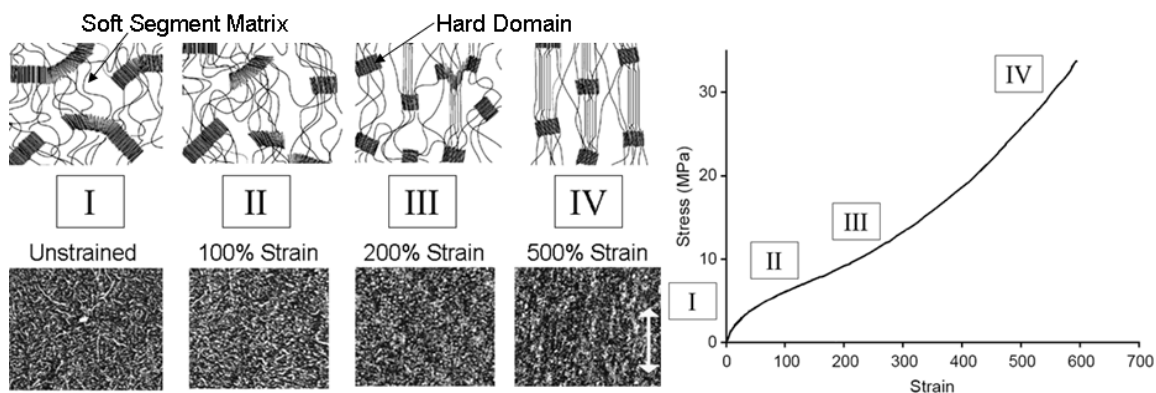 Soft Segment Matrix
Hard Domain
I
II
III
IV
Unstrained
100% Strain
200% Strain
500% Strain
Stress (MPa)
30
20
10
0
I
II
III
IV
0
100
200
300
400
500
600
700
Strain